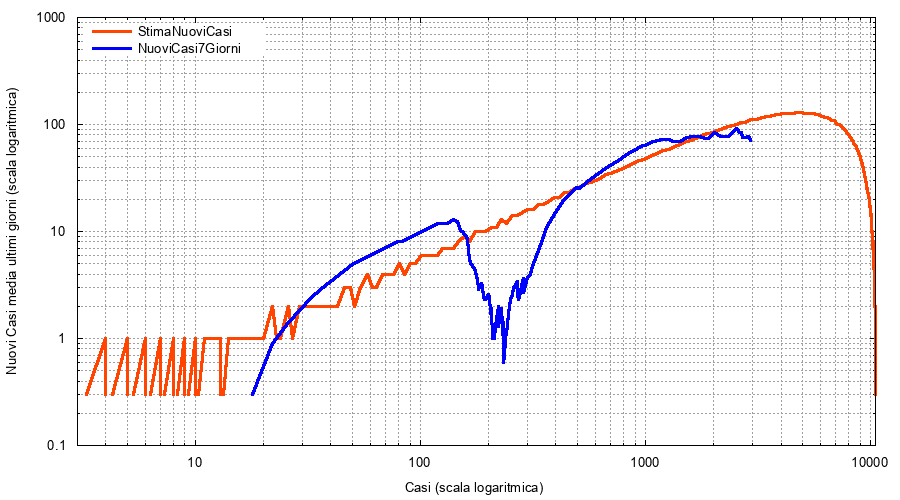 1000
StimaNuoviCasi
NuoviCasi7Giorni
100
10
1
0.1
10
100
1000
10000
Nuovi Casi media ultimi giorni (scala logaritmica)
Casi (scala logaritmica)